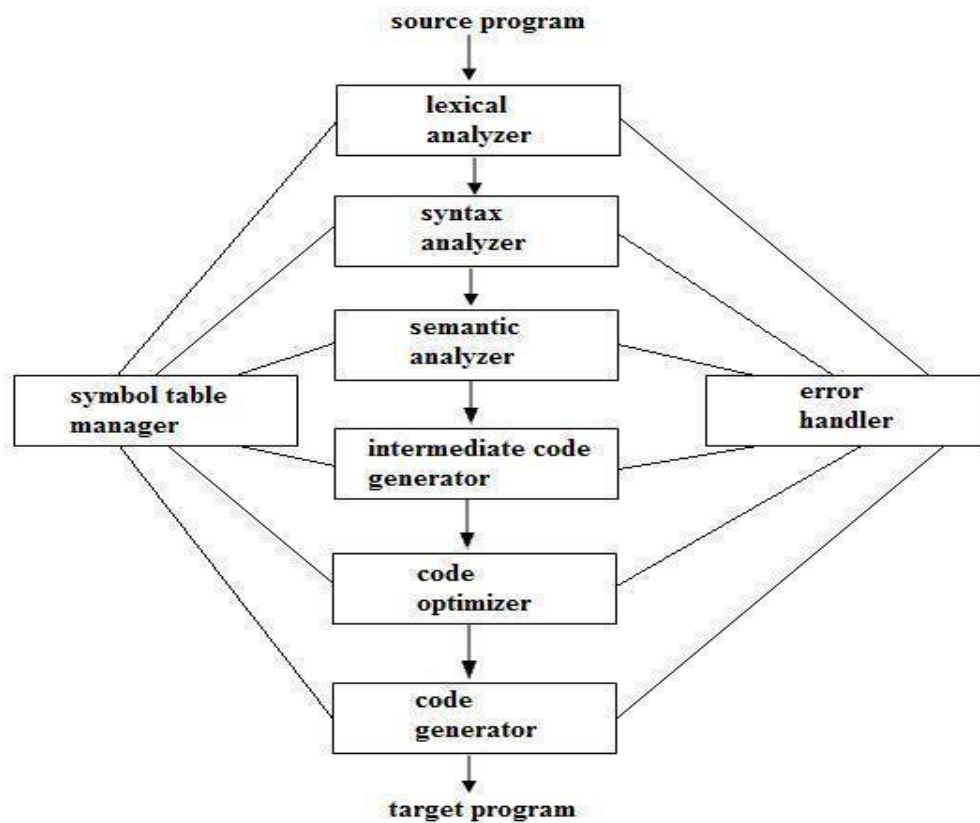 source program
lexical
analyzer
syntax
analyzer
semantic
analyzer
symbol table
manager
error
handler
intermediate code
generator
code
optimizer
code
generator
target program